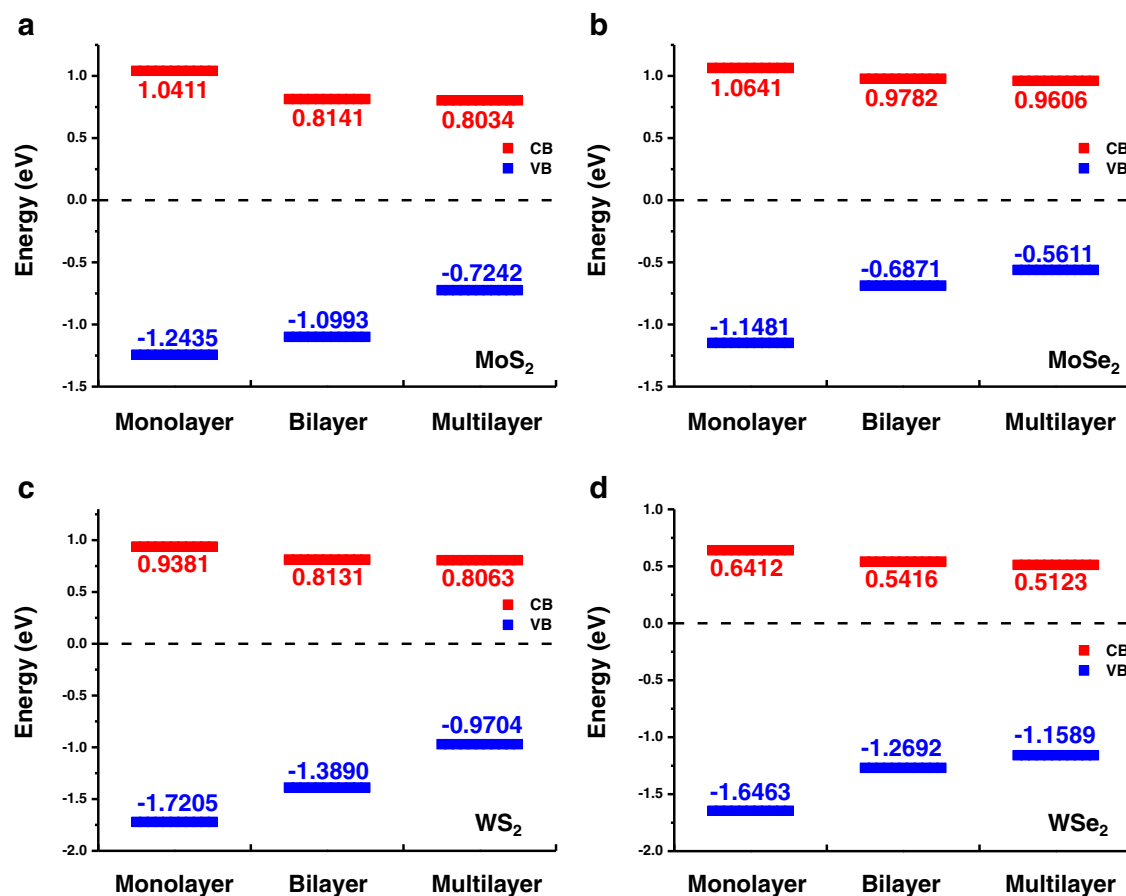 a
Energy (eV)
1.0
0.5
0.0
-0.5
-1.0
-1.5
1.0411
0.8141
0.8034
CB
VB
-0.7242
-1.0993
-1.2435
MoS₂
Monolayer Bilayer Multilayer
b
Energy (eV)
1.0
0.5
0.0
-0.5
-1.0
-1.5
1.0641
0.9782
0.9606
CB
VB
-0.5611
-0.6871
-1.1481
MoSe₂
Monolayer Bilayer Multilayer
c
Energy (eV)
1.0
0.5
0.0
-0.5
-1.0
-1.5
-2.0
0.9381
0.8131
0.8063
CB
VB
-0.9704
-1.3890
-1.7205
WS₂
Monolayer Bilayer Multilayer
d
Energy (eV)
1.0
0.5
0.0
-0.5
-1.0
-1.5
-2.0
0.6412
0.5416
0.5123
CB
VB
-1.1589
-1.2692
-1.6463
WSe₂
Monolayer Bilayer Multilayer